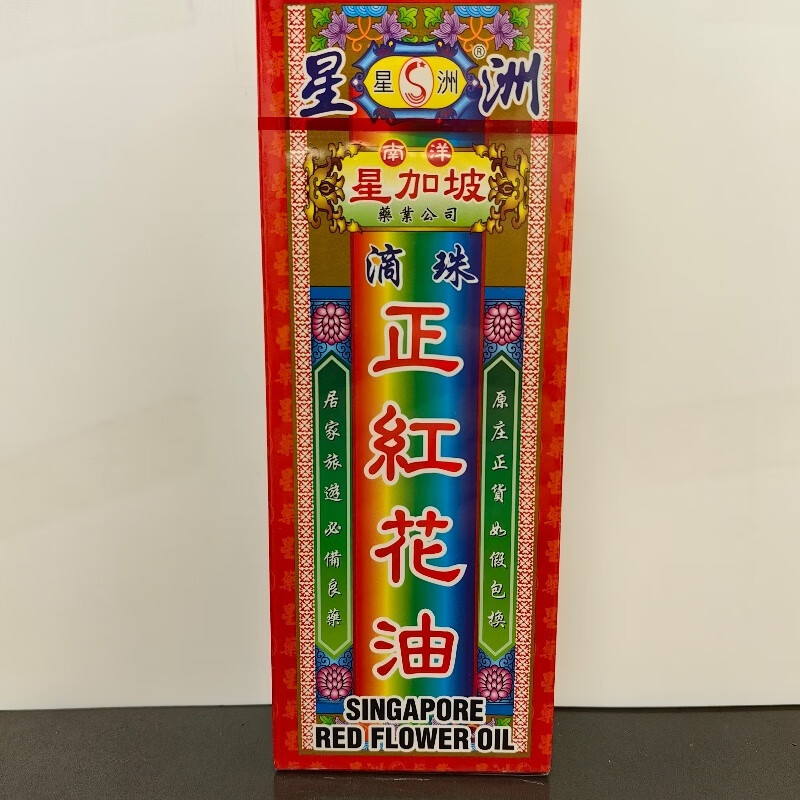 星 星 洲 洲®
南洋
星加坡
藥業公司
滴珠
正紅花油
原庄正貨如假包換
居家旅遊必備良藥
SINGAPORE
RED FLOWER OIL